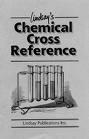 Lindsay's
Chemical
Cross
Reference
Lindsay Publications Inc.